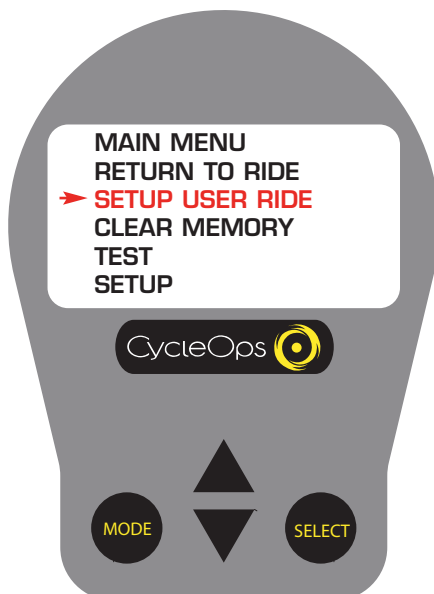 MAIN MENU
RETURN TO RIDE
SETUP USER RIDE
CLEAR MEMORY
TEST
SETUP
CycleOps
MODE
SELECT